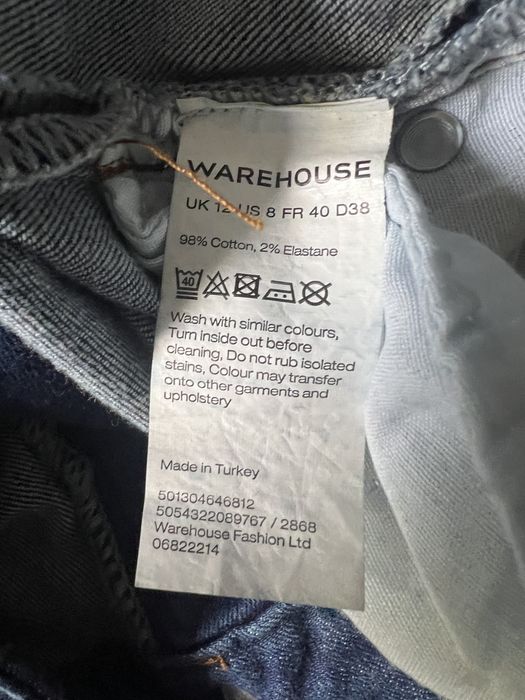 WAREHOUSE
UK 12 US 8 FR 40 D38
98% Cotton, 2% Elastane
40
Wash with similar colours,
Turn inside out before
cleaning, Do not rub isolated
stains, Colour may transfer
onto other garments and
upholstery
Made in Turkey
501304646812
5054322089767 / 2868
Warehouse Fashion Ltd
06822214